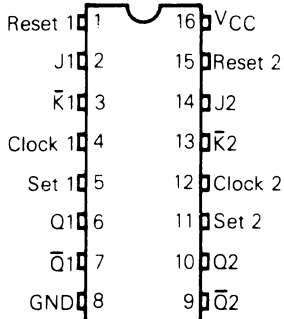 Reset 1 1 16 VCC
J1 2 15 Reset 2
K̄1 3 14 J2
Clock 1 4 13 K̄2
Set 1 5 12 Clock 2
Q1 6 11 Set 2
Q̄1 7 10 Q2
GND 8 9 Q̄2